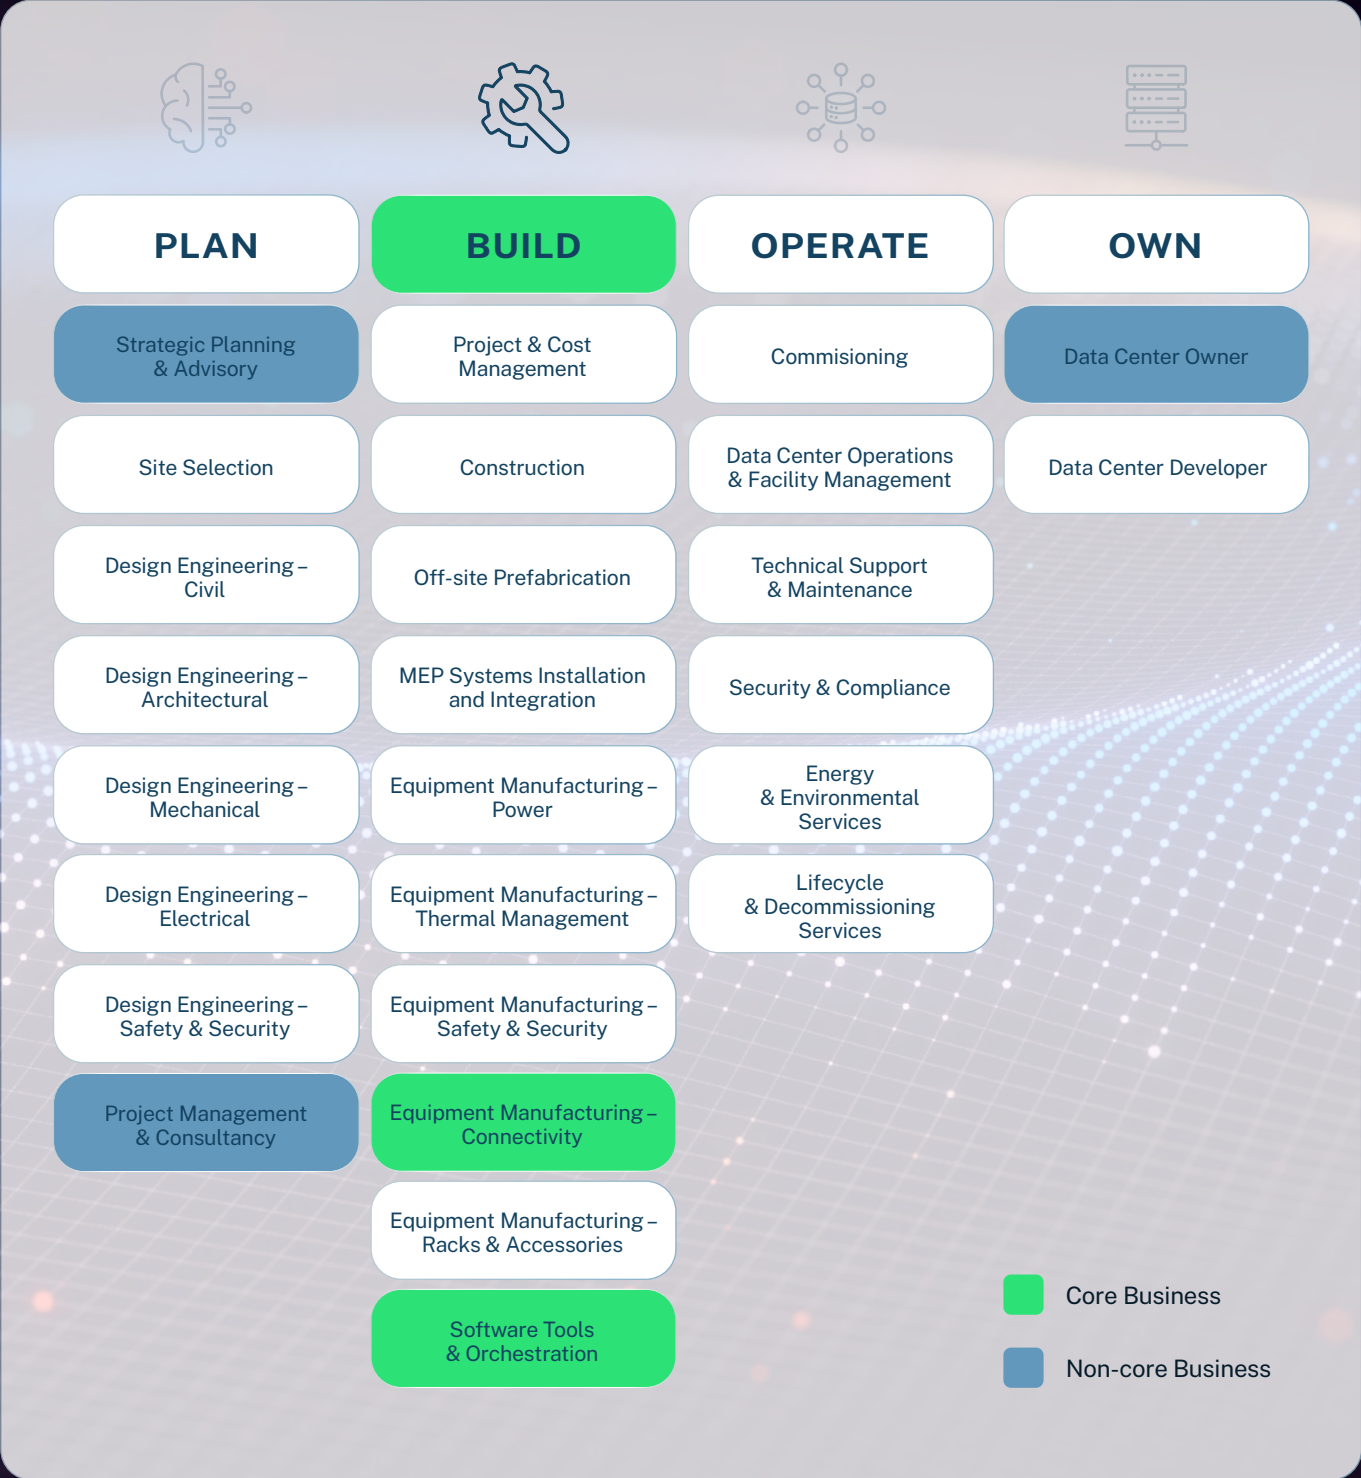 PLAN
BUILD
OPERATE
OWN
Strategic Planning
& Advisory
Project & Cost
Management
Commisioning
Data Center Owner
Site Selection
Construction
Data Center Operations
& Facility Management
Data Center Developer
Design Engineering –
Civil
Off-site Prefabrication
Technical Support
& Maintenance
Design Engineering –
Architectural
MEP Systems Installation
and Integration
Security & Compliance
Design Engineering –
Mechanical
Equipment Manufacturing –
Power
Energy
& Environmental
Services
Design Engineering –
Electrical
Equipment Manufacturing –
Thermal Management
Lifecycle
& Decommissioning
Services
Design Engineering –
Safety & Security
Equipment Manufacturing –
Safety & Security
Project Management
& Consultancy
Equipment Manufacturing –
Connectivity
Equipment Manufacturing –
Racks & Accessories
Software Tools
& Orchestration
Core Business
Non-core Business